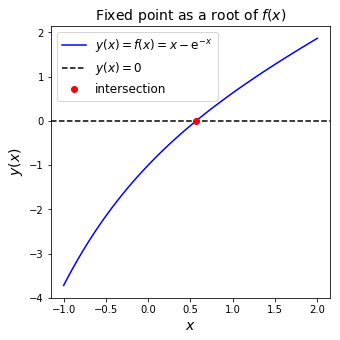 Fixed point as a root of f(x)
y(x) = f(x) = x − e⁻ˣ
y(x) = 0
intersection
2
1
0
−1
−2
−3
−4
y(x)
−1.0 −0.5 0.0 0.5 1.0 1.5 2.0
x